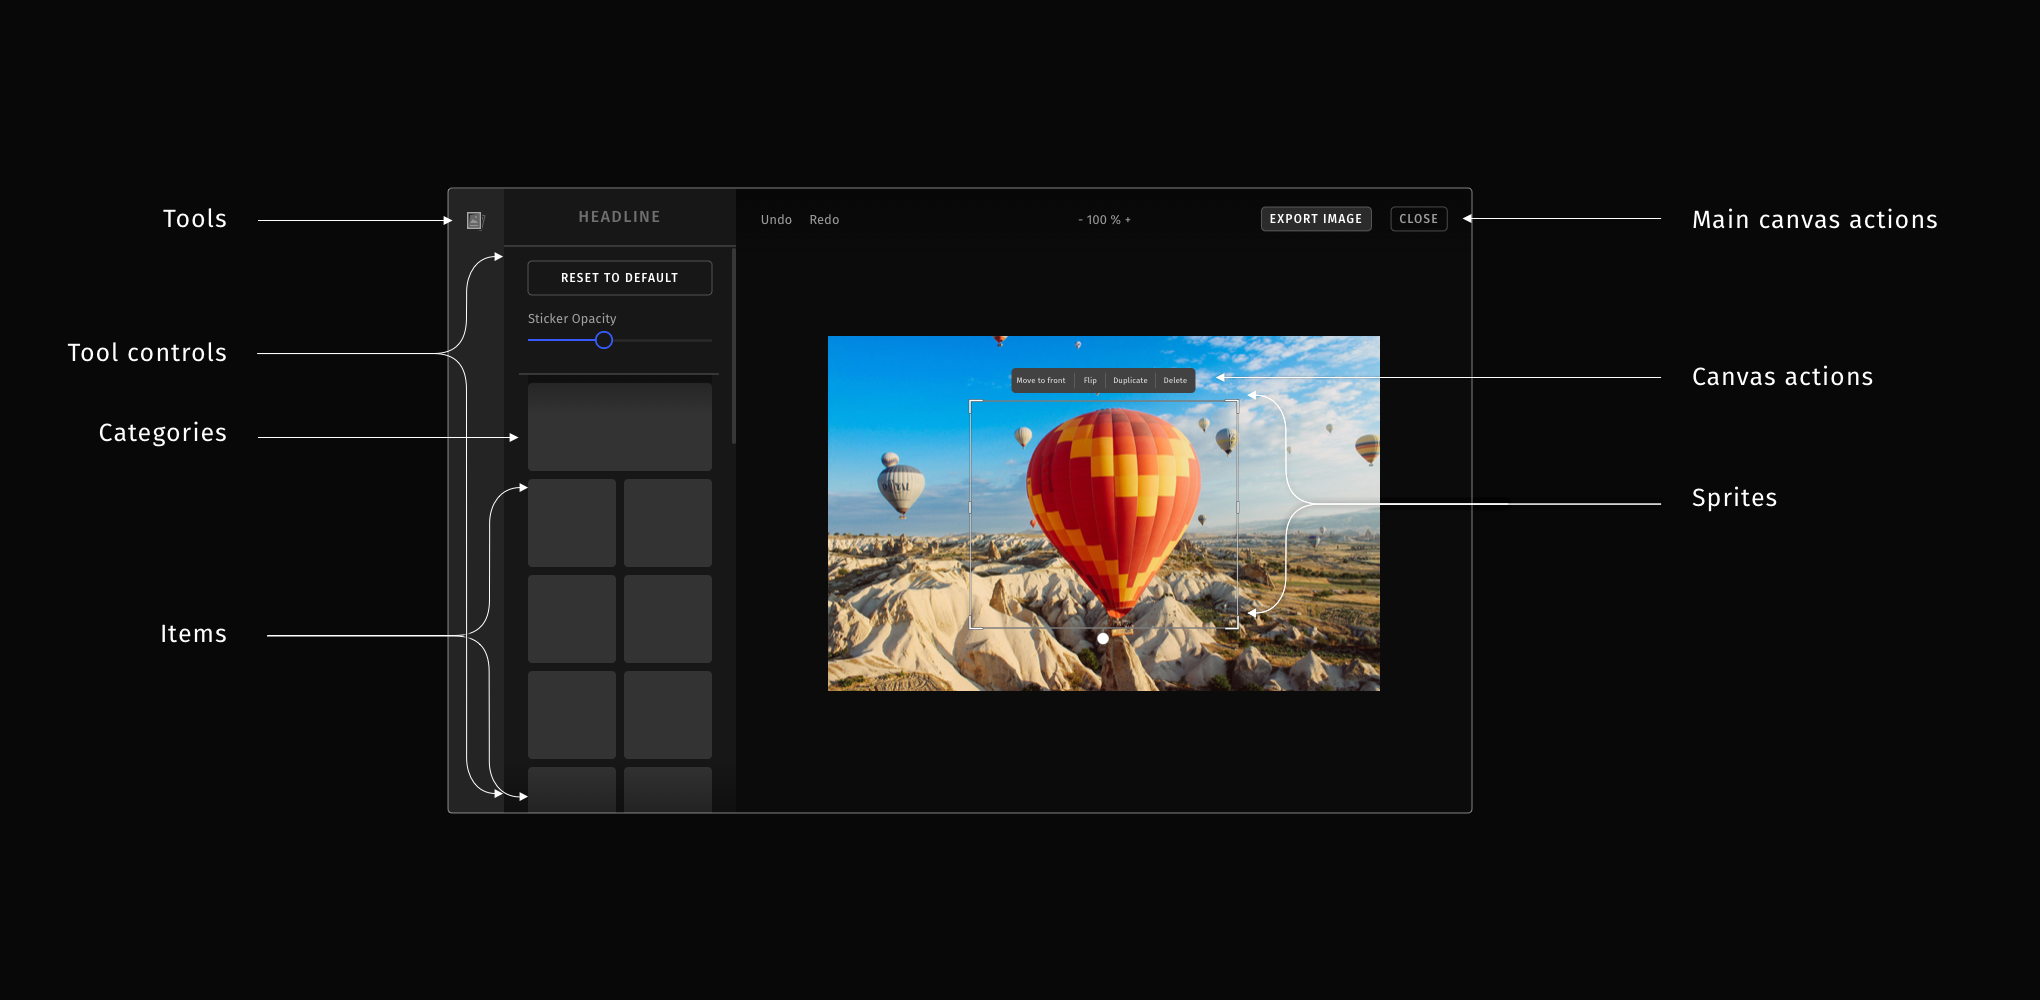 Tools
Tool controls
Categories
Items
HEADLINE
RESET TO DEFAULT
Sticker Opacity
Undo Redo
- 100 % +
EXPORT IMAGE
CLOSE
Move to front Flip Duplicate Delete
Main canvas actions
Canvas actions
Sprites